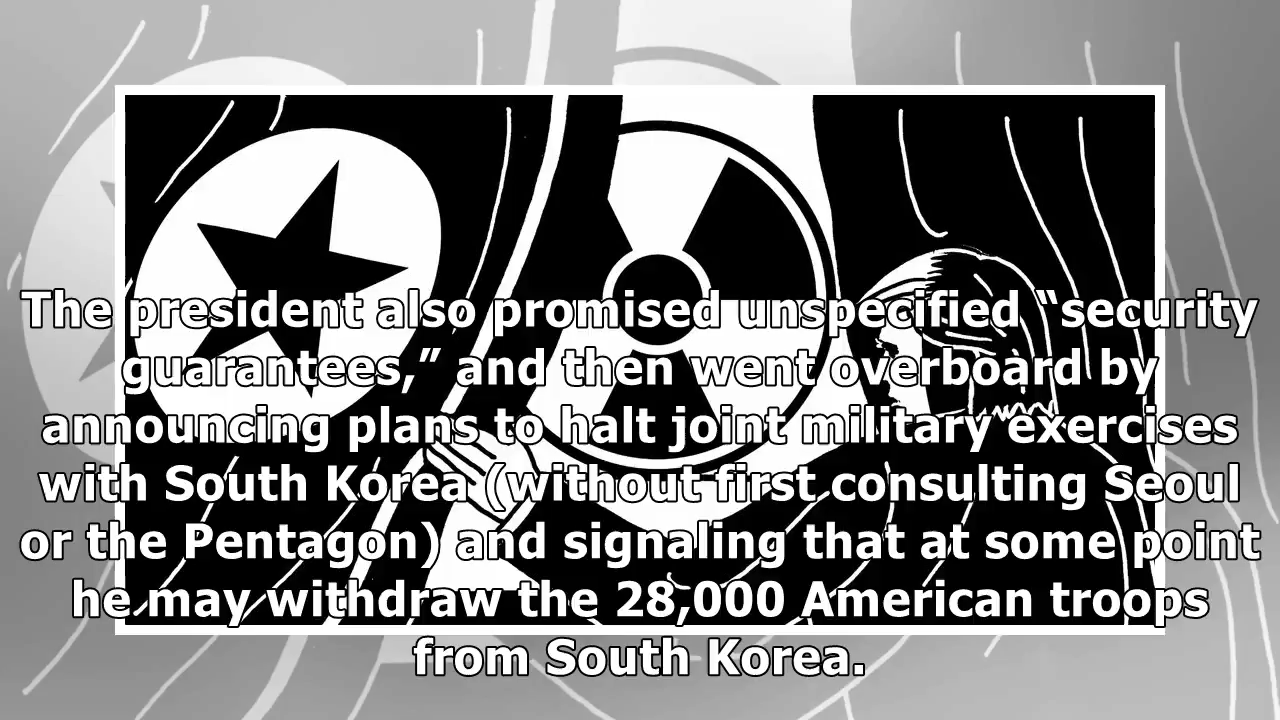 The president also promised unspecified “security
guarantees,” and then went overboard by
announcing plans to halt joint military exercises
with South Korea (without first consulting Seoul
or the Pentagon) and signaling that at some point
he may withdraw the 28,000 American troops
from South Korea.